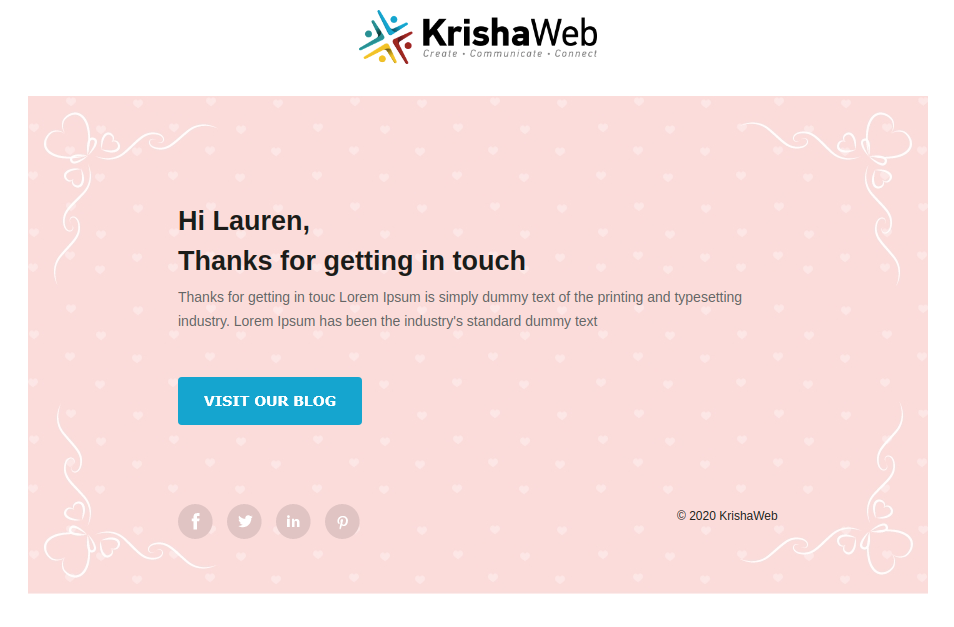 KrishaWeb
Create • Communicate • Connect
Hi Lauren,
Thanks for getting in touch
Thanks for getting in touc Lorem Ipsum is simply dummy text of the printing and typesetting
industry. Lorem Ipsum has been the industry's standard dummy text
VISIT OUR BLOG
© 2020 KrishaWeb